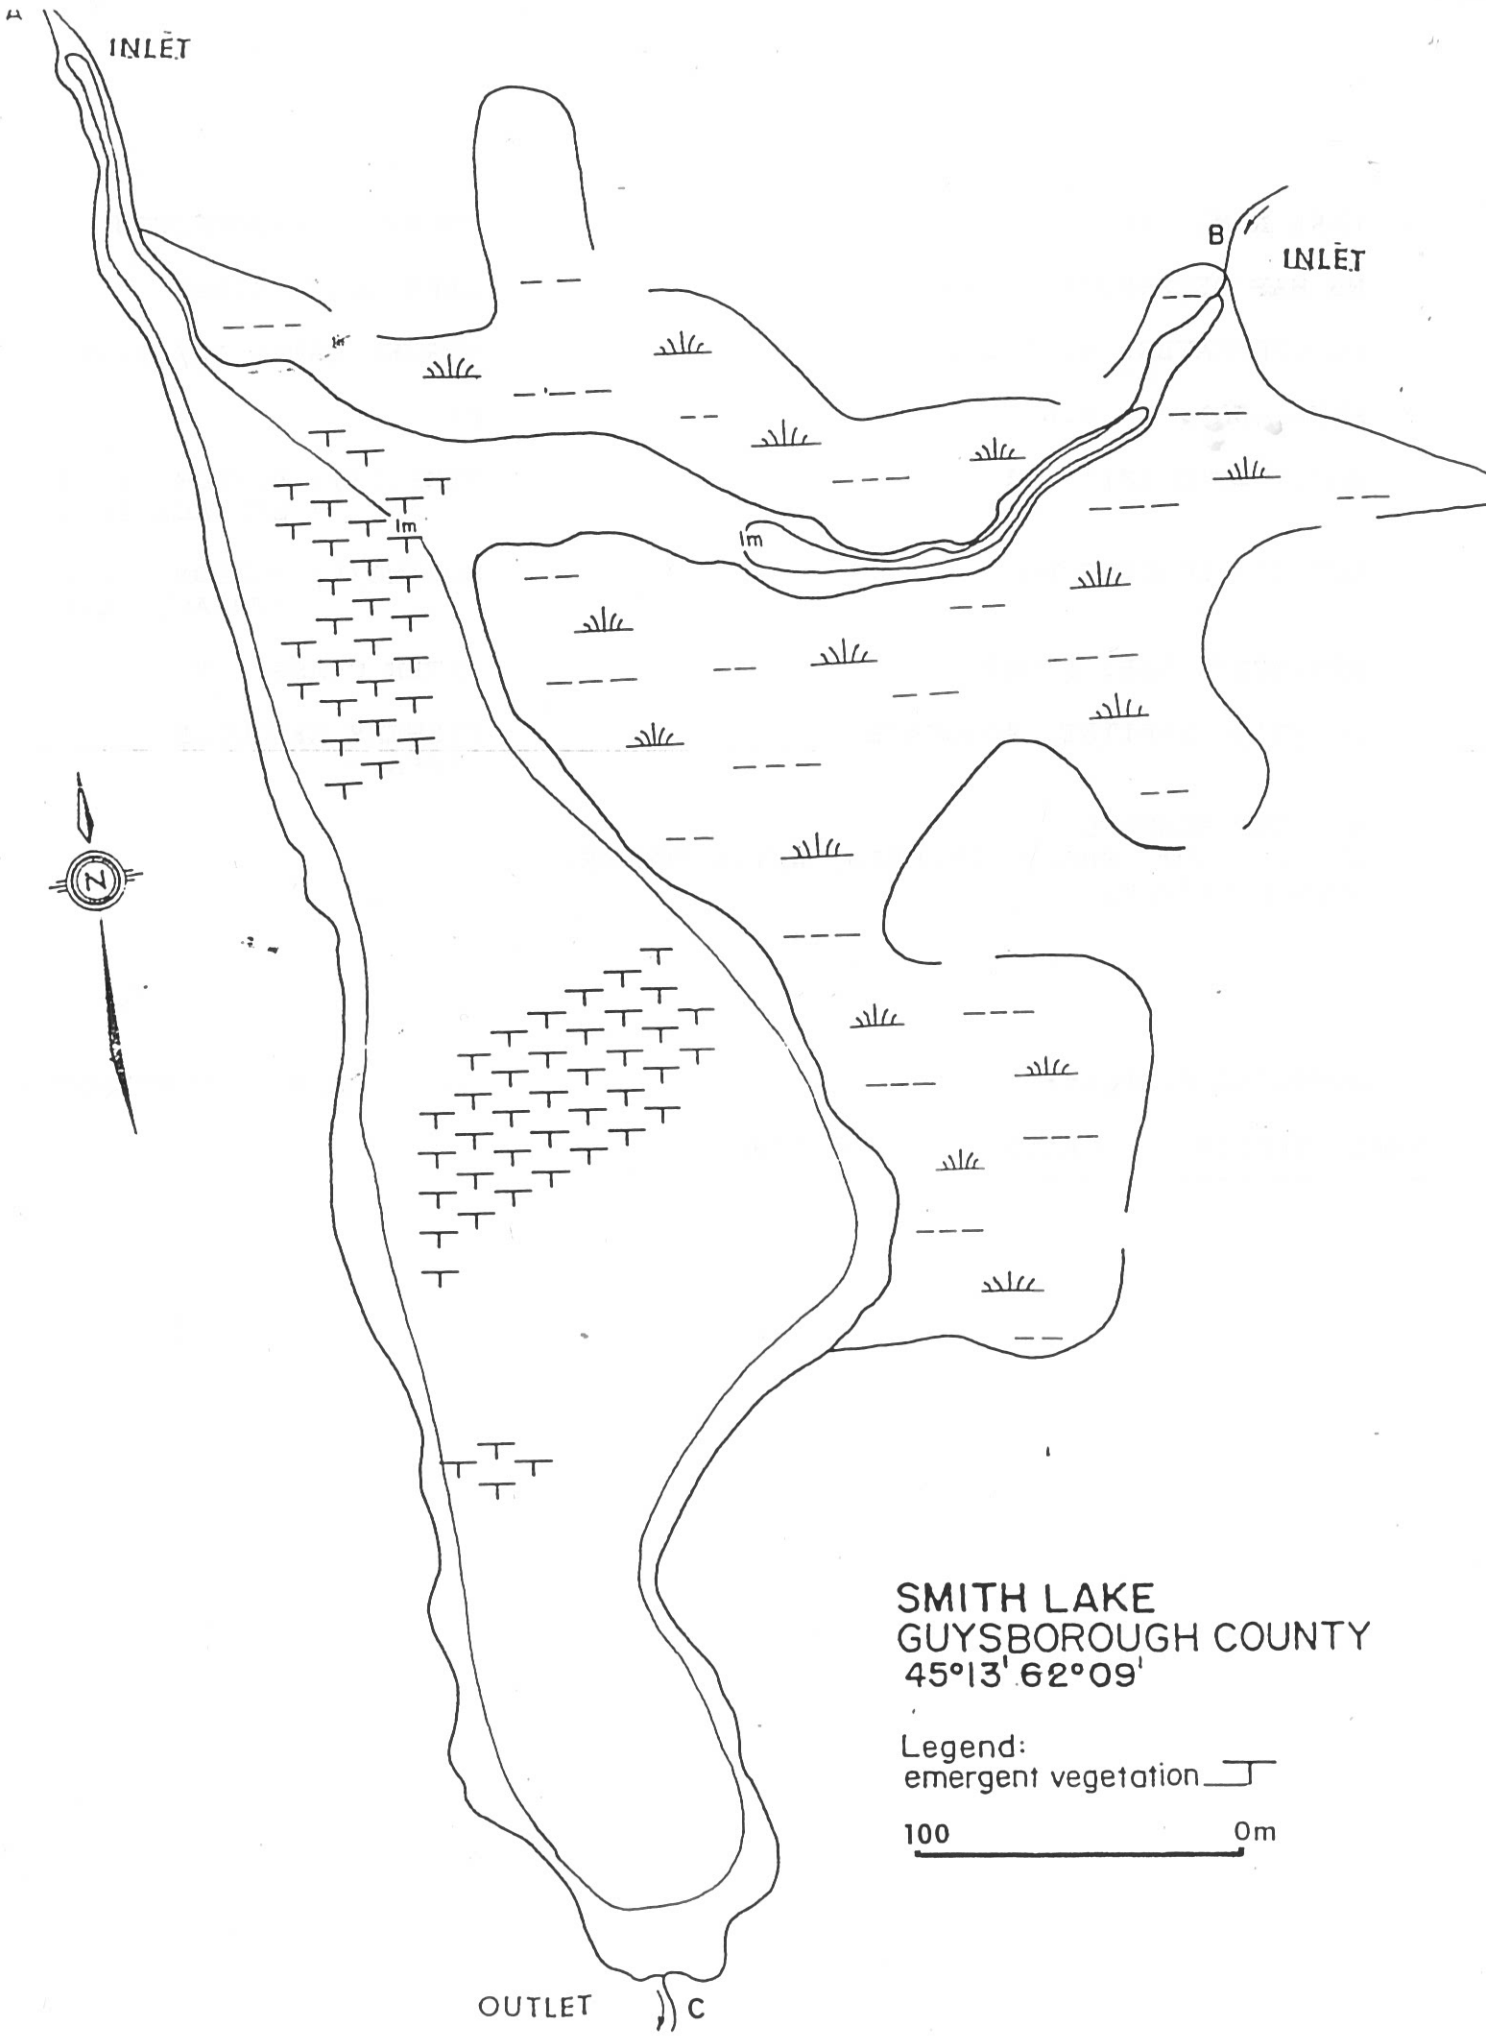 A
INLET
B
INLET
1m
1m
N
SMITH LAKE
GUYSBOROUGH COUNTY
45°13' 62°09'
Legend:
emergent vegetation
100 0m
OUTLET
C